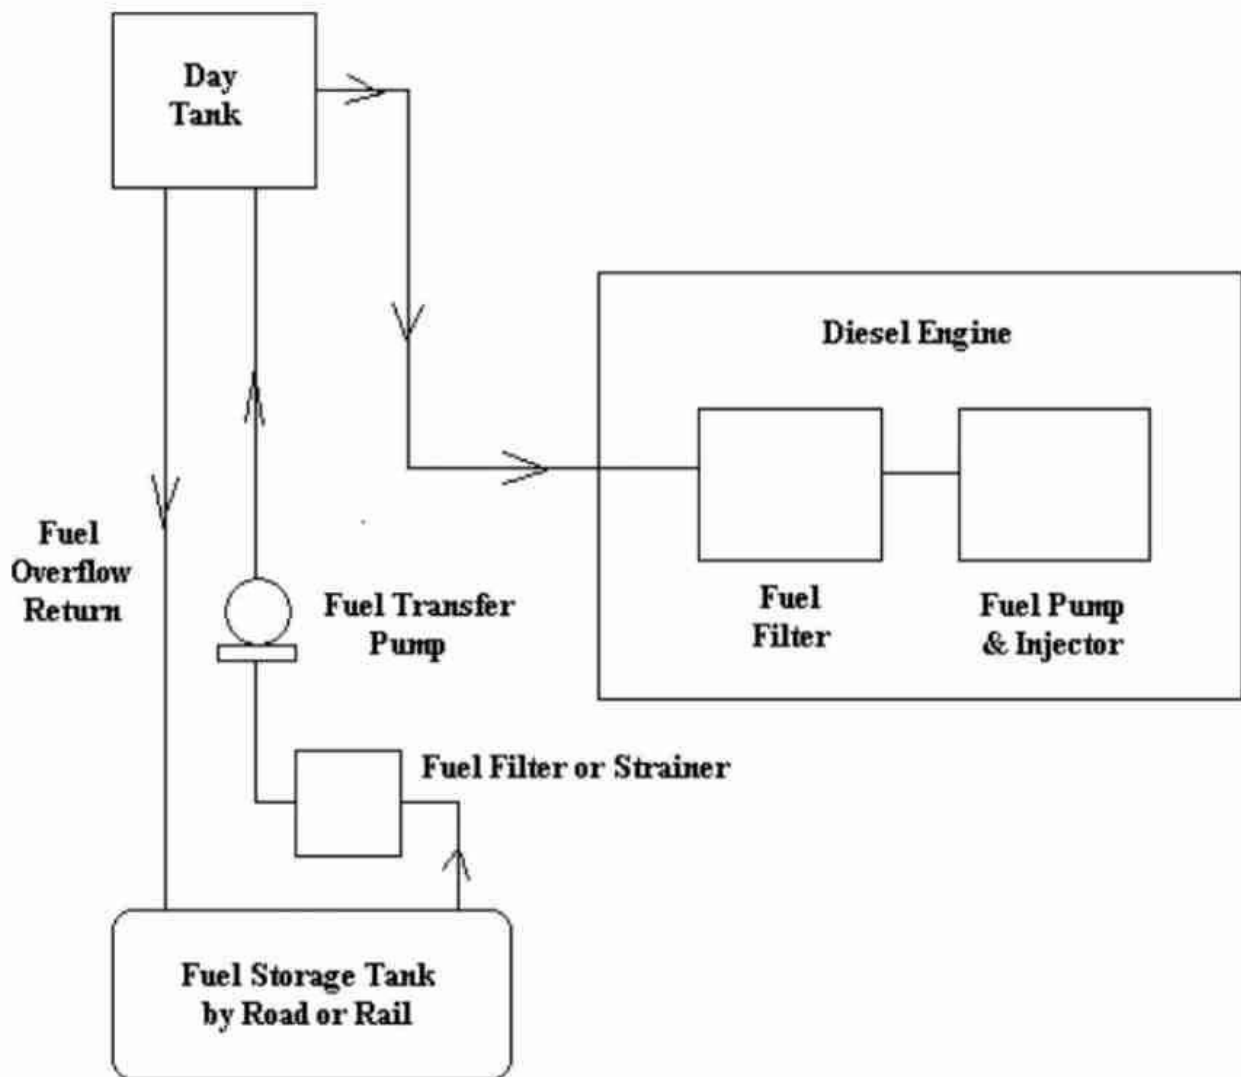 Day
Tank
Diesel Engine
Fuel
Overflow
Return
Fuel Transfer
Pump
Fuel
Filter
Fuel Pump
& Injector
Fuel Filter or Strainer
Fuel Storage Tank
by Road or Rail